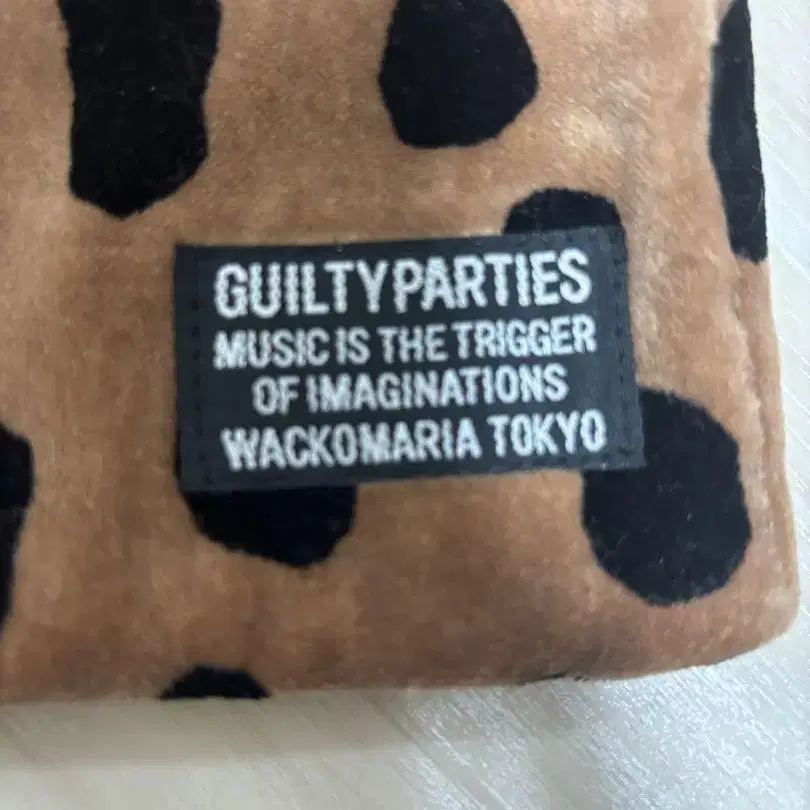 GUILTYPARTIES
MUSIC IS THE TRIGGER
OF IMAGINATIONS
WACKOMARIA TOKYO